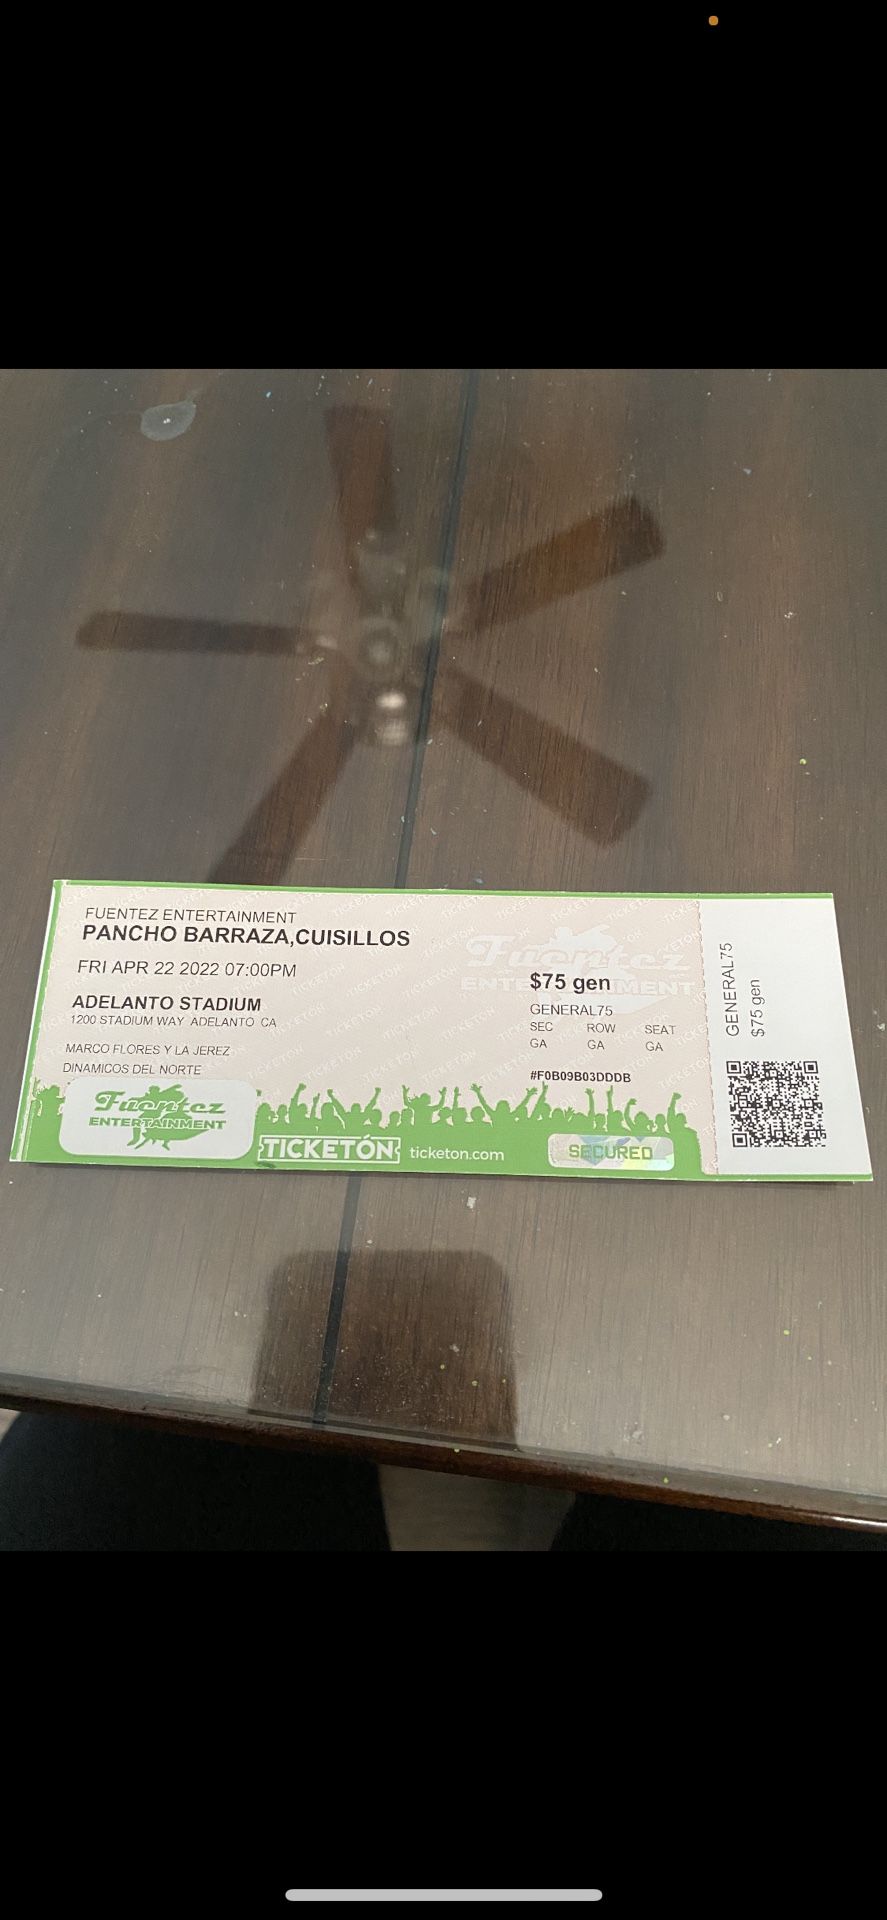 FUENTEZ ENTERTAINMENT
PANCHO BARRAZA,CUISILLOS
FRI APR 22 2022 07:00PM
ADELANTO STADIUM
1200 STADIUM WAY ADELANTO CA
MARCO FLORES Y LA JEREZ
DINAMICOS DEL NORTE
Fuentez
ENTERTAINMENT
TICKETÓN ticketon.com
Fuentez
ENTERTAINMENT
$75 gen
GENERAL75
SEC ROW SEAT
GA GA GA
#F0B09B03DDDB
SECURED
GENERAL75
$75 gen